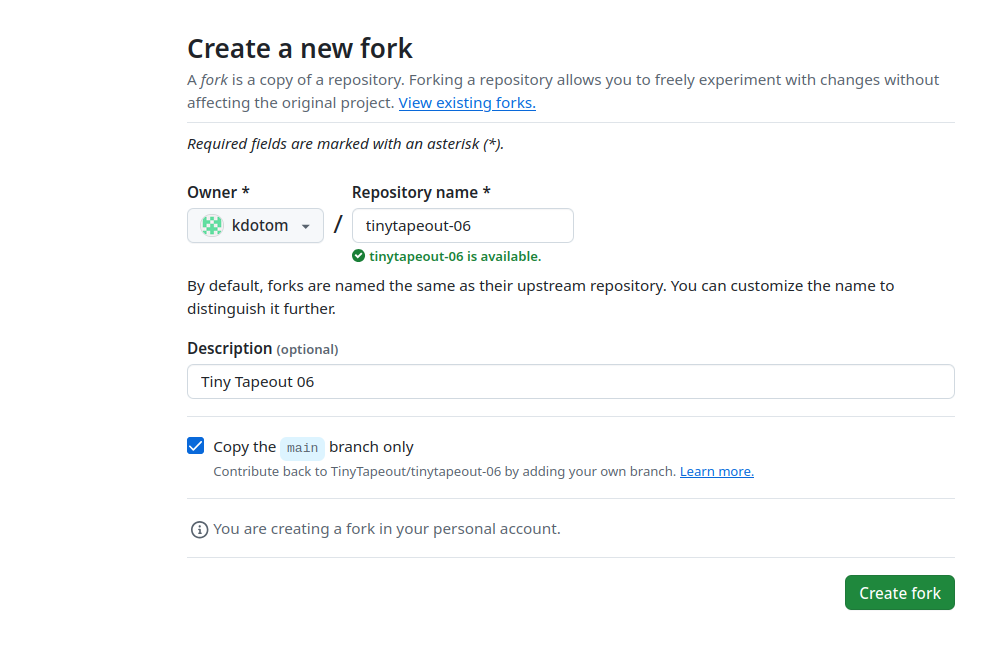 Create a new fork
A fork is a copy of a repository. Forking a repository allows you to freely experiment with changes without
affecting the original project. View existing forks.
Required fields are marked with an asterisk (*).
Owner *
Repository name *
kdotom
/
tinytapeout-06
tinytapeout-06 is available.
By default, forks are named the same as their upstream repository. You can customize the name to
distinguish it further.
Description (optional)
Tiny Tapeout 06
Copy the main branch only
Contribute back to TinyTapeout/tinytapeout-06 by adding your own branch. Learn more.
You are creating a fork in your personal account.
Create fork